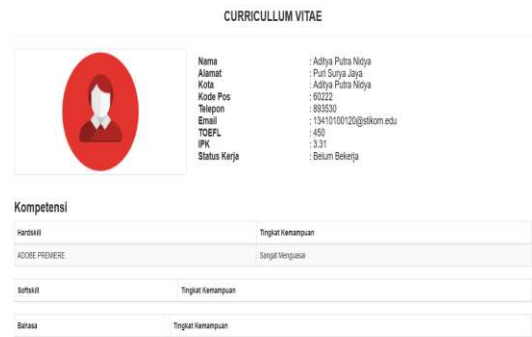 CURRICULLUM VITAE
Nama : Aditya Putra Nidya
Alamat : Puri Surya Jaya
Kota : Aditya Putra Nidya
Kode Pos : 60222
Telepon : 893530
Email : 13410100120@stikom.edu
TOEFL : 450
IPK : 3.31
Status Kerja : Belum Bekerja
Kompetensi
Hardskill Tingkat Kemampuan
ADOBE PREMIERE Sangat Menguasai
Softskill Tingkat Kemampuan
Bahasa Tingkat Kemampuan